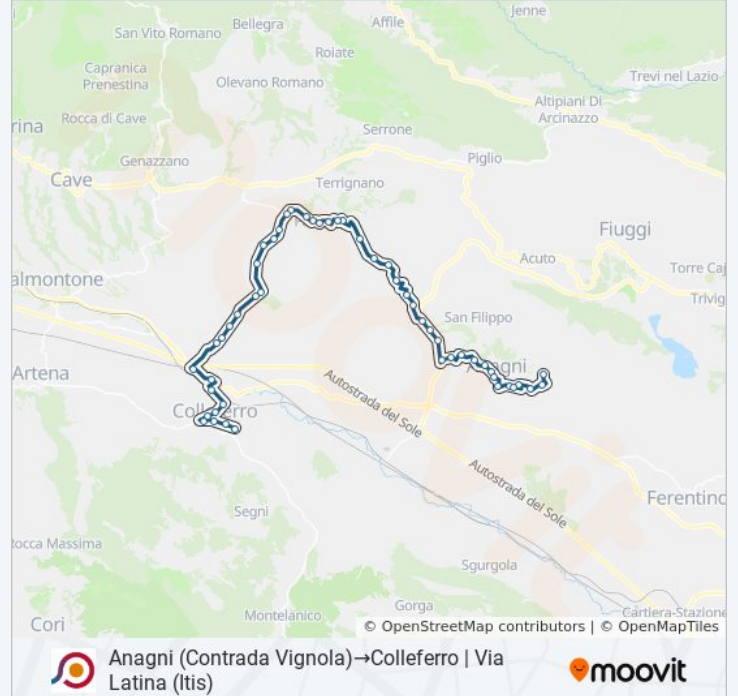 Jenne
Affile
Bellegra
San Vito Romano
Roiate
Trevi nel Lazio
Capranica
Prenestina
Olevano Romano
Altipiani Di
Arcinazzo
Rocca di Cave
rina
Serrone
Genazzano
Piglio
Cave
Terrignano
Fiuggi
Acuto
Torre Caj
almontone
Trivig
San Filippo
Artena
Anagni
Autostrada del Sole
Colleferro
Autostrada del Sole
Ferentino
Segni
Rocca Massima
Sgurgola
Gorga
Cartiera-Stazione
Montelanico
Cori
© OpenStreetMap contributors | © OpenMapTiles
Anagni (Contrada Vignola)→Colleferro | Via
Latina (Itis)
moovit